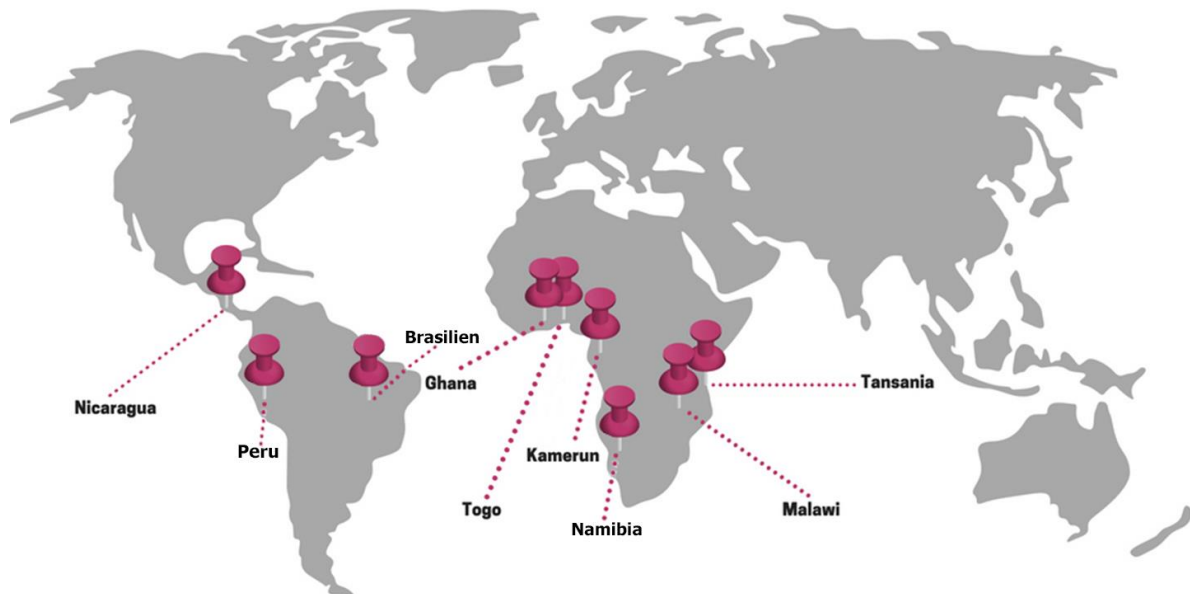 Brasilien
Ghana
Tansania
Nicaragua
Peru
Kamerun
Togo
Malawi
Namibia